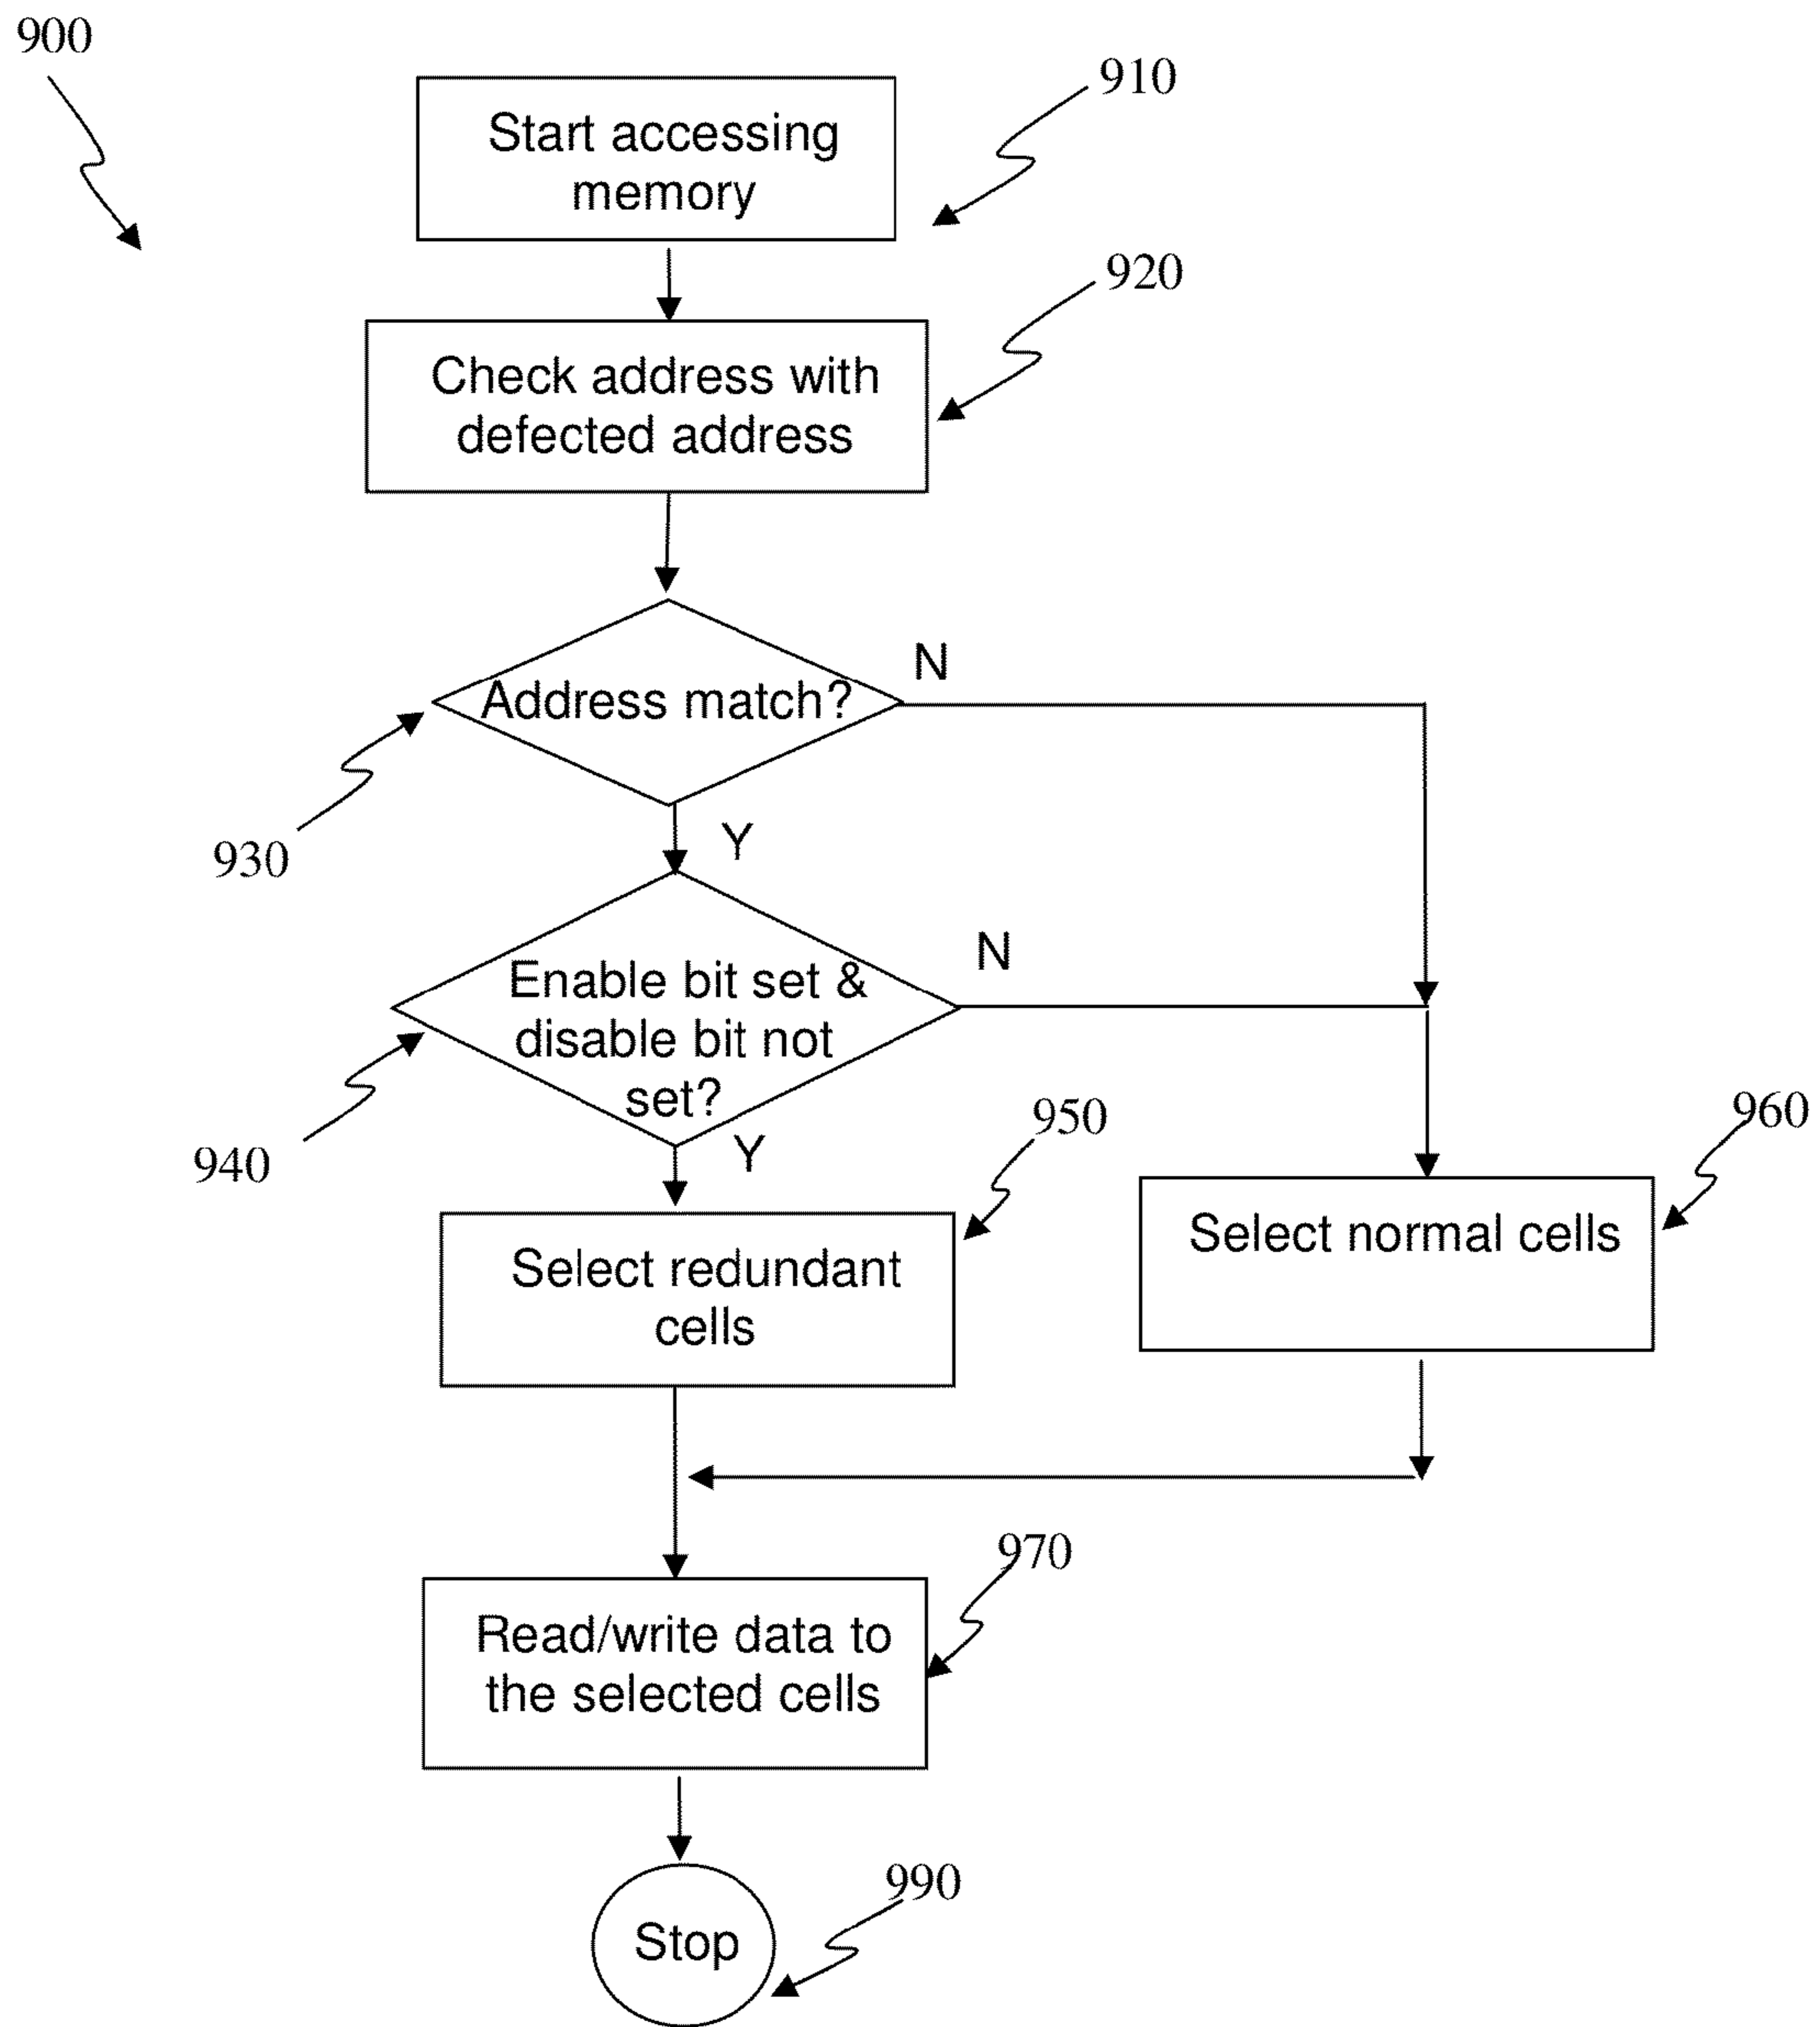 900
910
Start accessing
memory
920
Check address with
defected address
N
Address match?
930
Y
N
Enable bit set &
disable bit not
set?
940
Y
950
960
Select redundant
cells
Select normal cells
970
Read/write data to
the selected cells
990
Stop